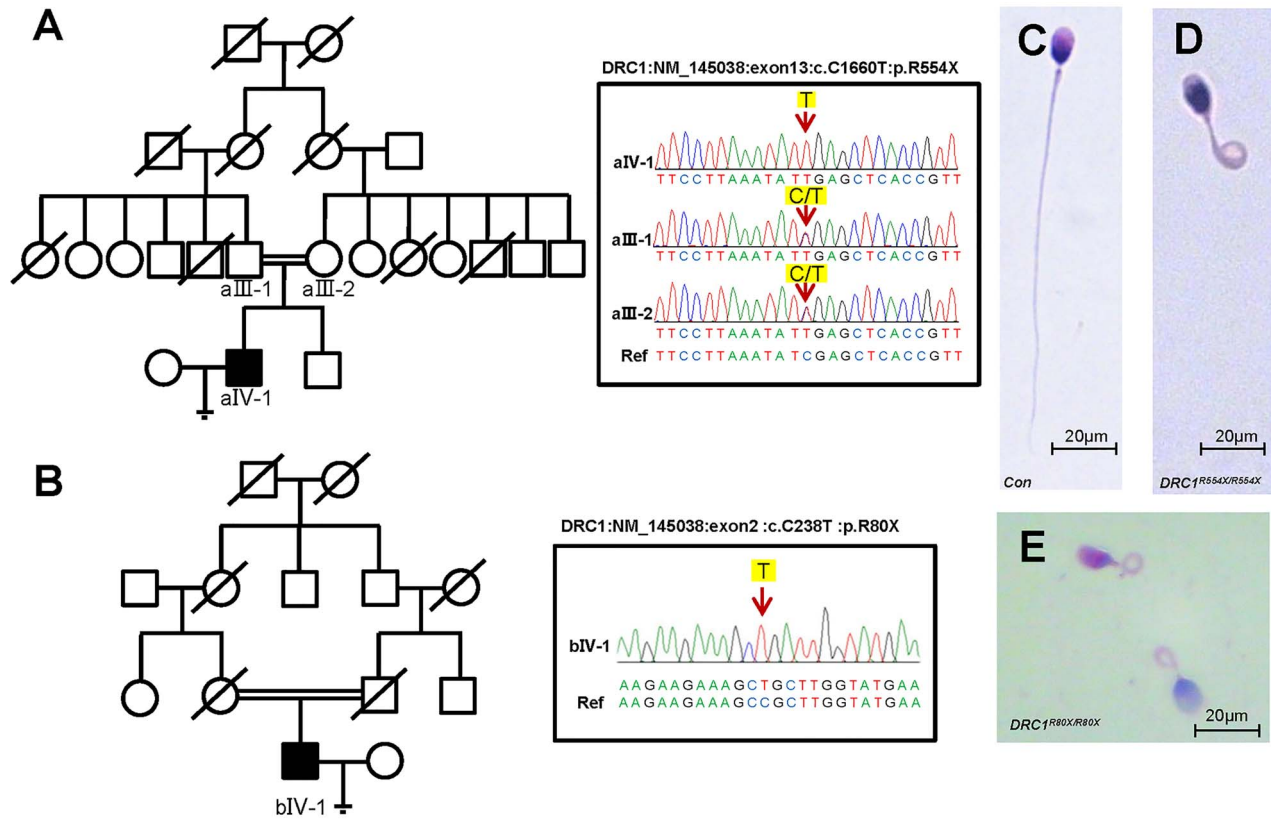 A
DRC1:NM_145038:exon13:c.C1660T:p.R554X
T
aIV-1
TTCCTTAAATATTGAGCTCACCGTT
C/T
aIII-1
TTCCTTAAATATTGAGCTCACCGTT
C/T
aIII-2
TTCCTTAAATATTGAGCTCACCGTT
Ref TTCCTTAAATATCGAGCTCACCGTT
aⅢ-1 aⅢ-2
aIV-1
B
DRC1:NM_145038:exon2 :c.C238T :p.R80X
T
bIV-1
AAGAAGAAAGCTGCTTGGTATGAA
Ref AAGAAGAAAGCCGCTTGGTATGAA
bIV-1
C
20μm
Con
D
20μm
DRC1R554X/R554X
E
20μm
DRC1R80X/R80X